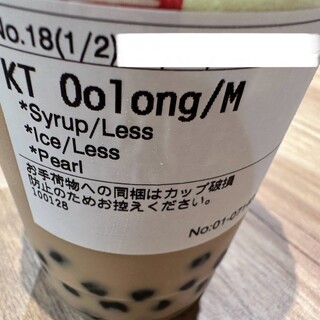 No.18(1/2)
KT Oolong/M
*Syrup/Less
*Ice/Less
*Pearl
お手荷物への同梱はカップ破損
防止のためお控えください。
100128
No:01-071